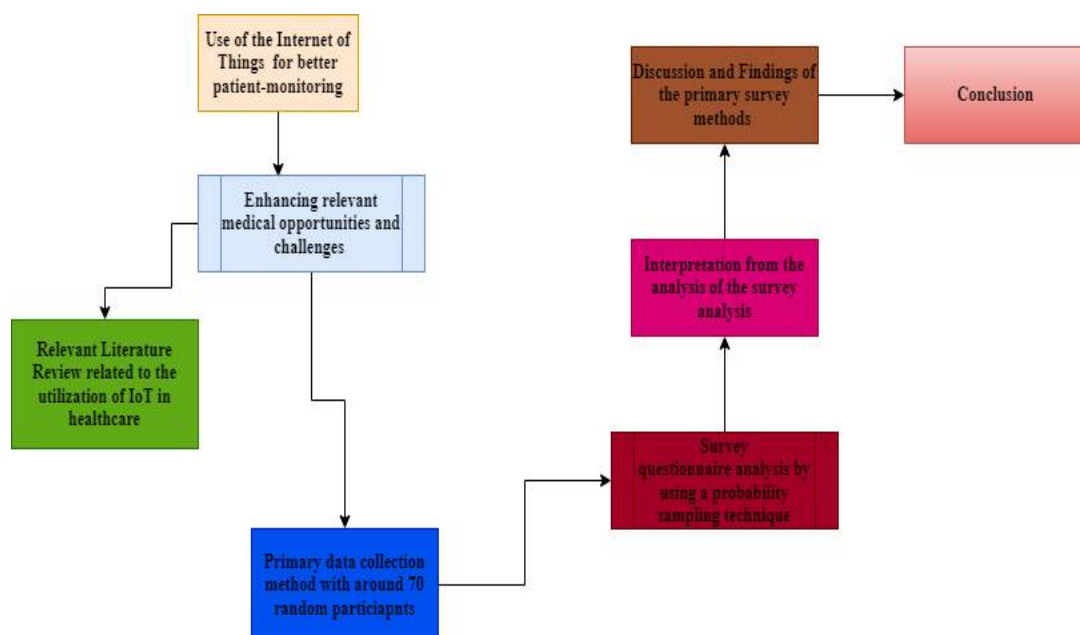 Use of the Internet of
Things for better
patient-monitoring
Enhancing relevant
medical opportunities and
challenges
Relevant Literature
Review related to the
utilization of IoT in
healthcare
Primary data collection
method with around 70
random particiapnts
Survey
questionnaire analysis by
using a probability
sampling technique
Interpretation from the
analysis of the survey
analysis
Discussion and Findings of
the primary survey
methods
Conclusion